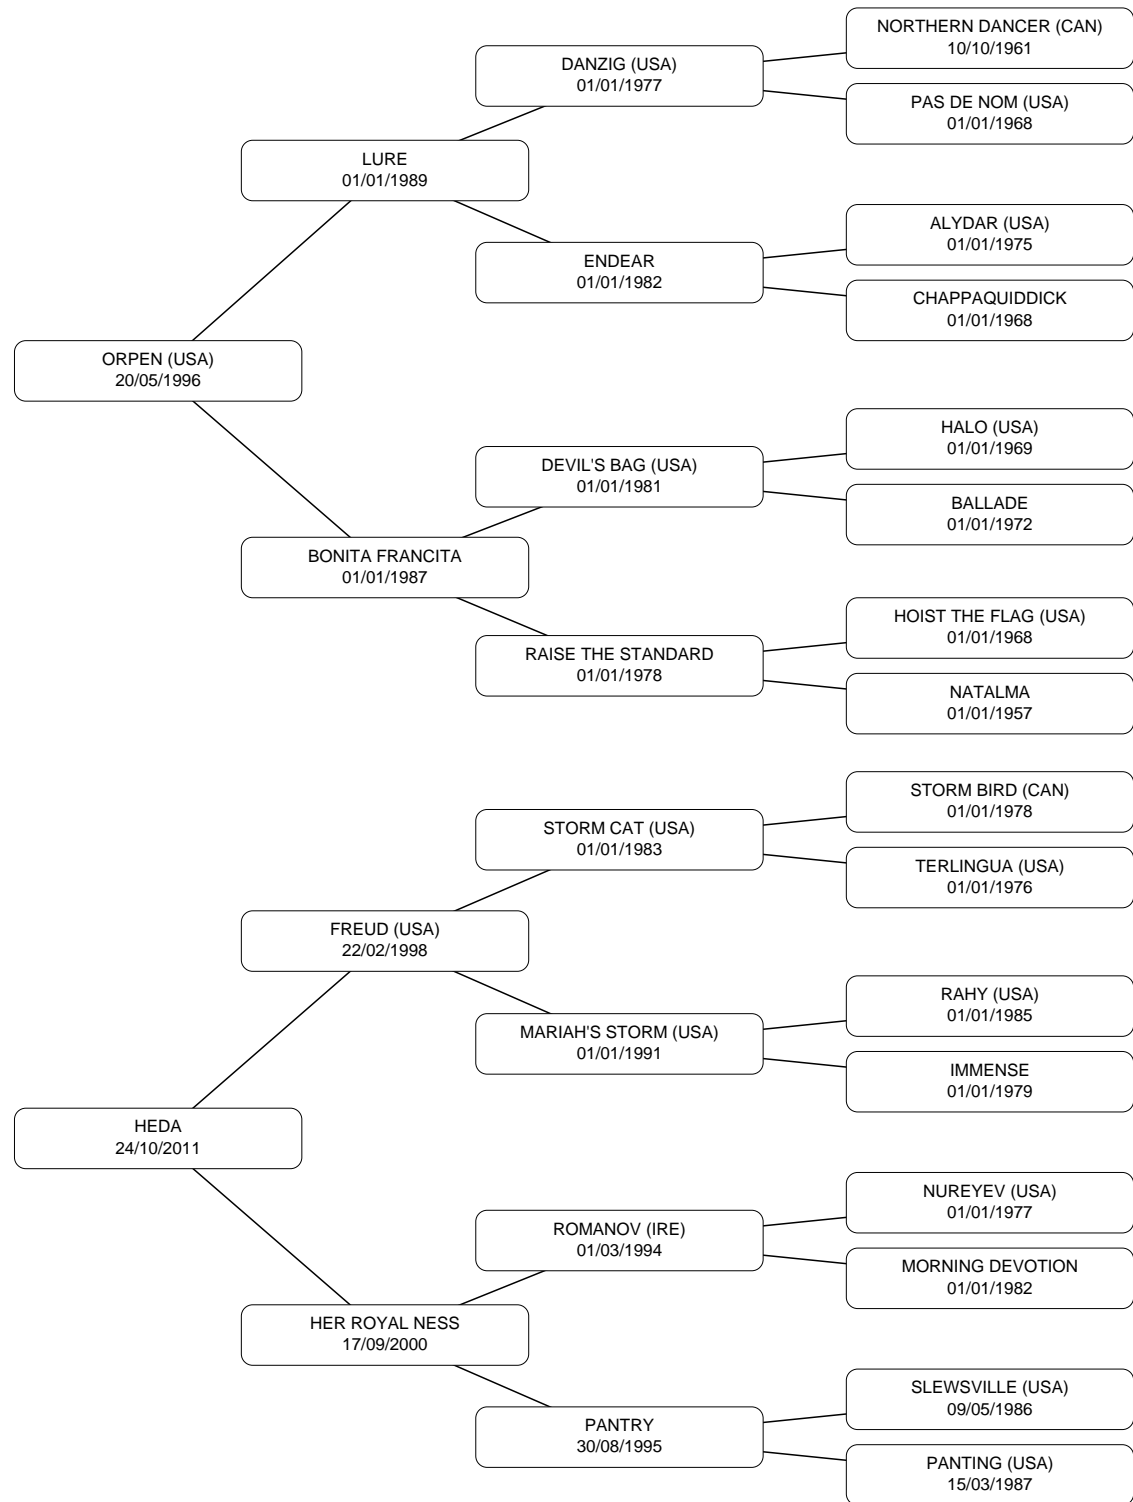 NORTHERN DANCER (CAN)
10/10/1961
DANZIG (USA)
01/01/1977
PAS DE NOM (USA)
01/01/1968
LURE
01/01/1989
ALYDAR (USA)
01/01/1975
ENDEAR
01/01/1982
CHAPPAQUIDDICK
01/01/1968
ORPEN (USA)
20/05/1996
HALO (USA)
01/01/1969
DEVIL'S BAG (USA)
01/01/1981
BALLADE
01/01/1972
BONITA FRANCITA
01/01/1987
HOIST THE FLAG (USA)
01/01/1968
RAISE THE STANDARD
01/01/1978
NATALMA
01/01/1957
STORM BIRD (CAN)
01/01/1978
STORM CAT (USA)
01/01/1983
TERLINGUA (USA)
01/01/1976
FREUD (USA)
22/02/1998
RAHY (USA)
01/01/1985
MARIAH'S STORM (USA)
01/01/1991
IMMENSE
01/01/1979
HEDA
24/10/2011
NUREYEV (USA)
01/01/1977
ROMANOV (IRE)
01/03/1994
MORNING DEVOTION
01/01/1982
HER ROYAL NESS
17/09/2000
SLEWSVILLE (USA)
09/05/1986
PANTRY
30/08/1995
PANTING (USA)
15/03/1987